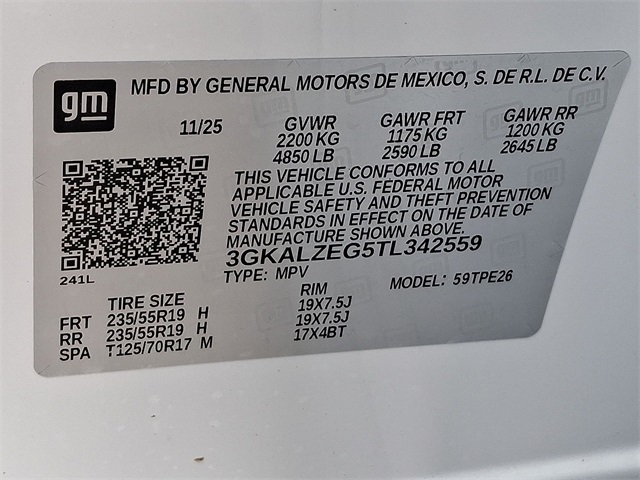 gm
MFD BY GENERAL MOTORS DE MEXICO, S. DE R.L. DE C.V.
11/25 GVWR GAWR FRT GAWR RR
2200 KG 1175 KG 1200 KG
4850 LB 2590 LB 2645 LB
THIS VEHICLE CONFORMS TO ALL
APPLICABLE U.S. FEDERAL MOTOR
VEHICLE SAFETY AND THEFT PREVENTION
STANDARDS IN EFFECT ON THE DATE OF
MANUFACTURE SHOWN ABOVE.
3GKALZEG5TL342559
241L TYPE: MPV MODEL: 59TPE26
TIRE SIZE RIM
FRT 235/55R19 H 19X7.5J
RR 235/55R19 H 19X7.5J
SPA T125/70R17 M 17X4BT